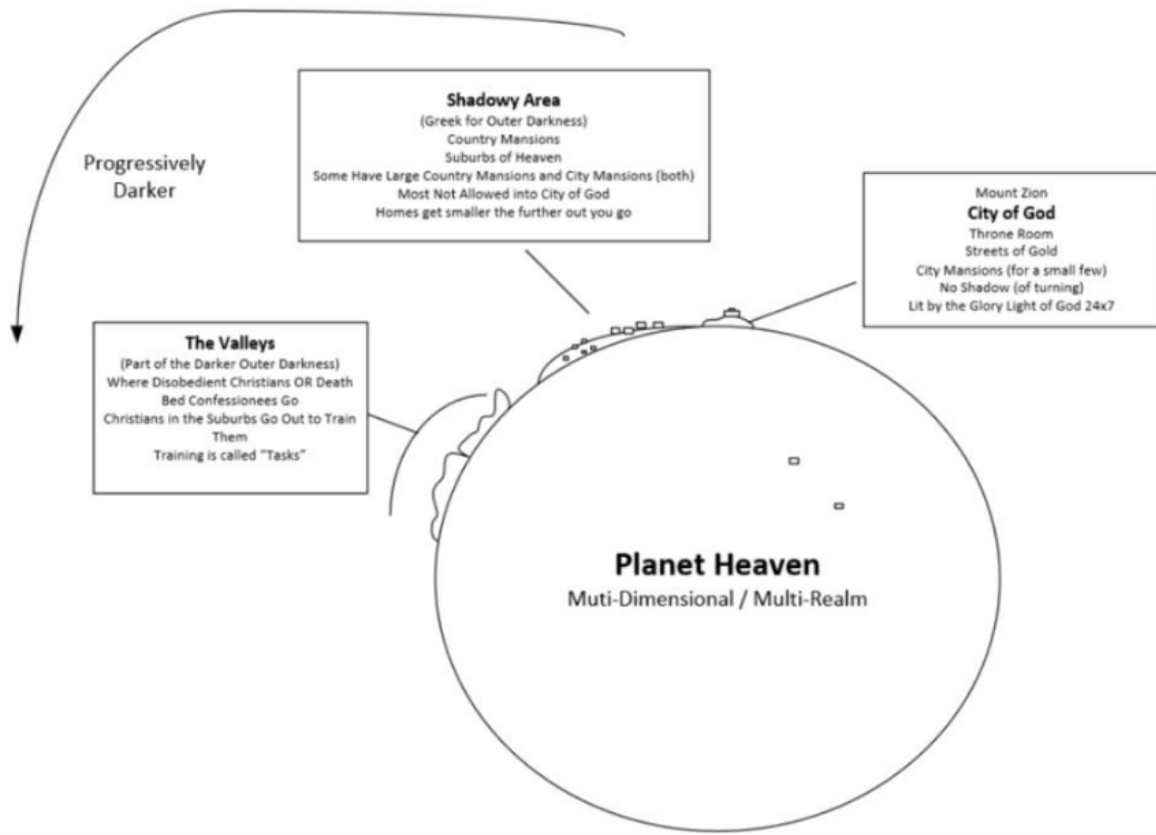 Shadowy Area
(Greek for Outer Darkness)
Country Mansions
Suburbs of Heaven
Some Have Large Country Mansions and City Mansions (both)
Most Not Allowed into City of God
Homes get smaller the further out you go
Progressively
Darker
Mount Zion
City of God
Throne Room
Streets of Gold
City Mansions (for a small few)
No Shadow (of turning)
Lit by the Glory Light of God 24x7
The Valleys
(Part of the Darker Outer Darkness)
Where Disobedient Christians OR Death
Bed Confessionees Go
Christians in the Suburbs Go Out to Train
Them
Training is called “Tasks”
Planet Heaven
Muti-Dimensional / Multi-Realm